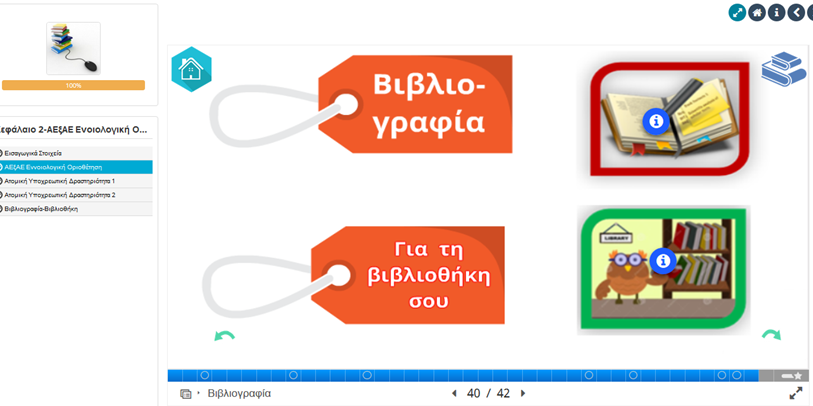 100%
εφάλαιο 2-ΑΕξΑΕ Εννοιολογική Ο...
Εισαγωγικά Στοιχεία
ΑΕξΑΕ Εννοιολογική Οριοθέτηση
Ατομική Υποχρεωτική Δραστηριότητα 1
Ατομική Υποχρεωτική Δραστηριότητα 2
Βιβλιογραφία-Βιβλιοθήκη
Βιβλιο-
γραφία
LIBRARY
Για τη
βιβλιοθήκη
σου
Βιβλιογραφία
40 / 42